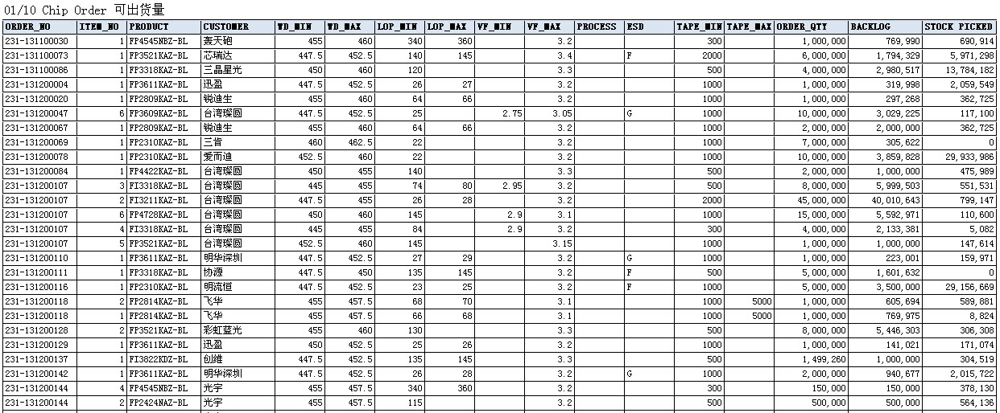 01/10 Chip Order 可出货量
ORDER_NO ITEM_NO PRODUCT CUSTOMER WD_MIN WD_MAX LOP_MIN LOP_MAX VF_MIN VF_MAX PROCESS ESD TAPE_MIN TAPE_MAX ORDER_QTY BACKLOG STOCK PICKED
231-131100030 1 FP4545NBZ-BL 轰天砲 455 460 340 360 3.2 300 1,000,000 769,990 690,914
231-131100073 1 FP3521KAZ-BL 芯瑞达 447.5 452.5 140 145 3.4 F 2000 6,000,000 1,794,329 5,971,298
231-131100086 1 FP3318KAZ-BL 三晶星光 450 460 120 3.3 500 4,000,000 2,980,517 13,784,182
231-131200004 1 FP3611KAZ-BL 迅盈 447.5 452.5 26 27 3.2 1000 1,000,000 319,998 2,059,549
231-131200020 1 FP2809KAZ-BL 锐迪生 455 460 64 66 3.2 1000 1,000,000 297,268 362,725
231-131200047 6 FP3609KAZ-BL 台湾璨圆 447.5 452.5 25 2.75 3.05 G 1000 10,000,000 3,029,225 117,100
231-131200067 1 FP2809KAZ-BL 锐迪生 455 460 64 66 3.2 1000 2,000,000 2,000,000 362,725
231-131200069 1 FP2310KAZ-BL 三肯 460 462.5 22 3.2 1000 7,000,000 305,622 0
231-131200078 1 FP2310KAZ-BL 爱而迪 452.5 460 22 3.2 1000 10,000,000 3,859,828 29,933,986
231-131200084 1 FP4422KAZ-BL 台湾璨圆 450 455 140 3.3 500 2,000,000 1,000,000 475,989
231-131200107 3 FI3318KAZ-BL 台湾璨圆 445 455 74 80 2.95 3.2 500 8,000,000 5,999,503 551,531
231-131200107 2 FI3211KAZ-BL 台湾璨圆 447.5 455 26 28 3.2 2000 45,000,000 40,010,643 799,147
231-131200107 6 FP4728KAZ-BL 台湾璨圆 450 460 145 2.9 3.1 1000 15,000,000 5,592,971 110,600
231-131200107 4 FI3318KAZ-BL 台湾璨圆 445 455 84 2.9 3.2 300 4,000,000 2,133,381 5,082
231-131200107 5 FP3521KAZ-BL 台湾璨圆 452.5 460 145 3.15 1000 1,000,000 1,000,000 147,614
231-131200110 1 FP3611KAZ-BL 明华深圳 447.5 452.5 27 29 3.2 G 1000 1,000,000 223,001 159,971
231-131200111 1 FP3318KAZ-BL 协源 447.5 450 135 145 3.2 F 500 5,000,000 1,601,632 0
231-131200116 1 FP2310KAZ-BL 明流恒 447.5 452.5 23 25 3.2 F 1000 5,000,000 3,500,000 29,156,669
231-131200118 2 FP2814KAZ-BL 飞华 455 457.5 68 70 3.1 1000 5000 1,000,000 605,694 589,881
231-131200118 1 FP2814KAZ-BL 飞华 455 457.5 66 68 3.1 1000 5000 1,000,000 769,975 8,824
231-131200128 2 FP3521KAZ-BL 彩虹蓝光 455 460 130 3.3 500 8,000,000 5,446,303 306,308
231-131200129 1 FP3611KAZ-BL 迅盈 450 452.5 25 26 3.2 1000 1,000,000 141,021 171,074
231-131200137 1 FI3822KDZ-BL 创维 447.5 452.5 135 145 3.3 500 1,499,260 1,000,000 304,519
231-131200142 1 FP3611KAZ-BL 明华深圳 447.5 452.5 26 28 3.2 G 1000 2,000,000 940,677 2,015,722
231-131200144 4 FP4545NBZ-BL 光宇 455 457.5 340 360 3.2 300 150,000 150,000 378,130
231-131200144 2 FP2424NAZ-BL 光宇 455 457.5 115 3.2 500 500,000 500,000 564,136